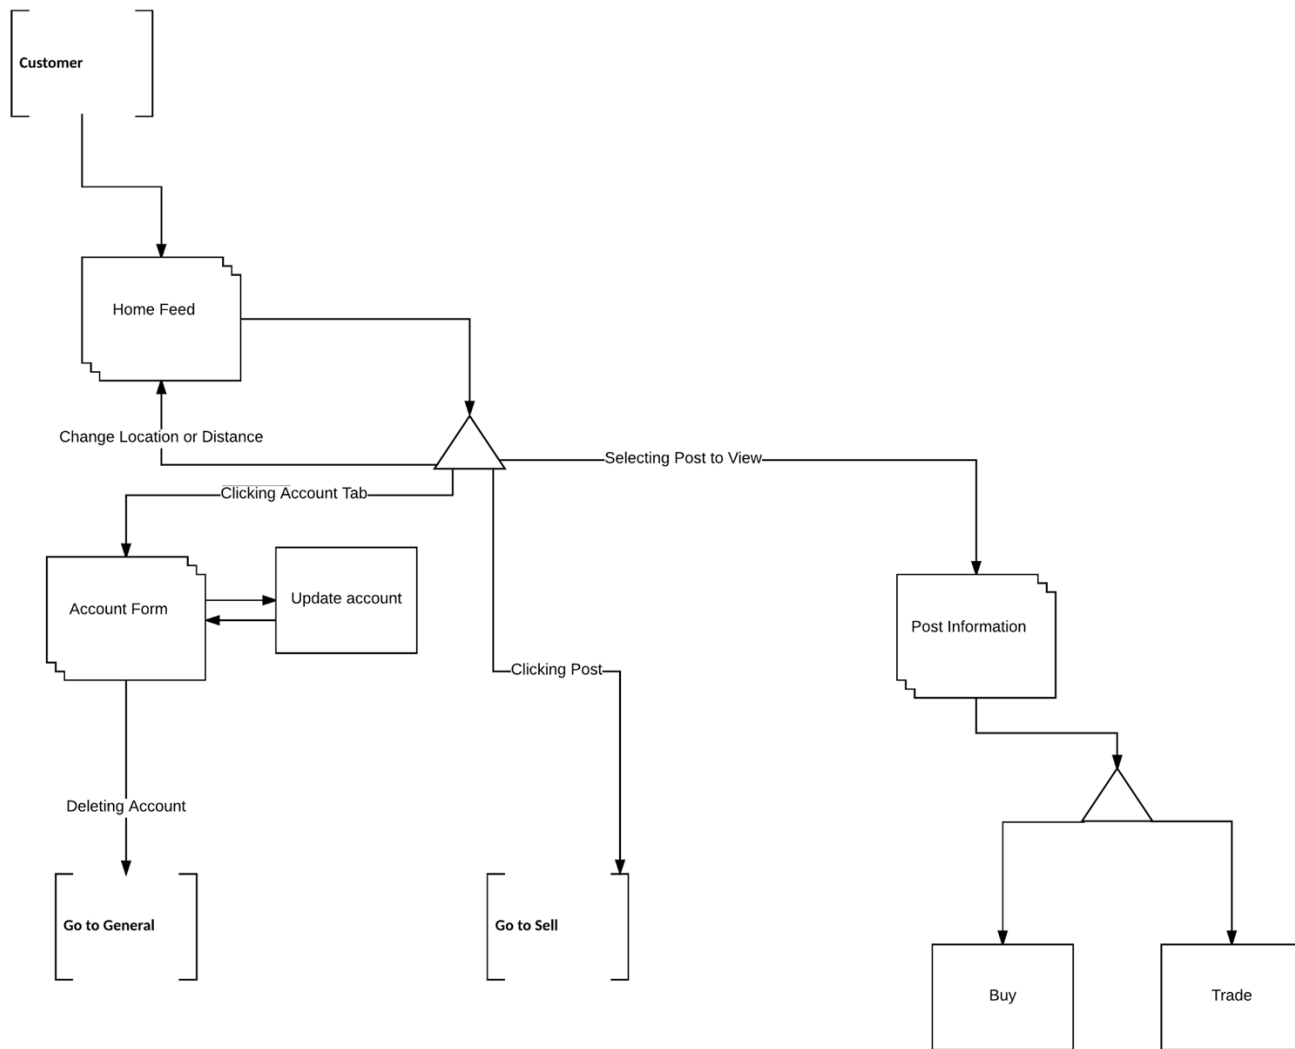 Customer
Home Feed
Change Location or Distance
Selecting Post to View
Clicking Account Tab
Update account
Account Form
Post Information
Clicking Post
Deleting Account
Go to General
Go to Sell
Buy
Trade